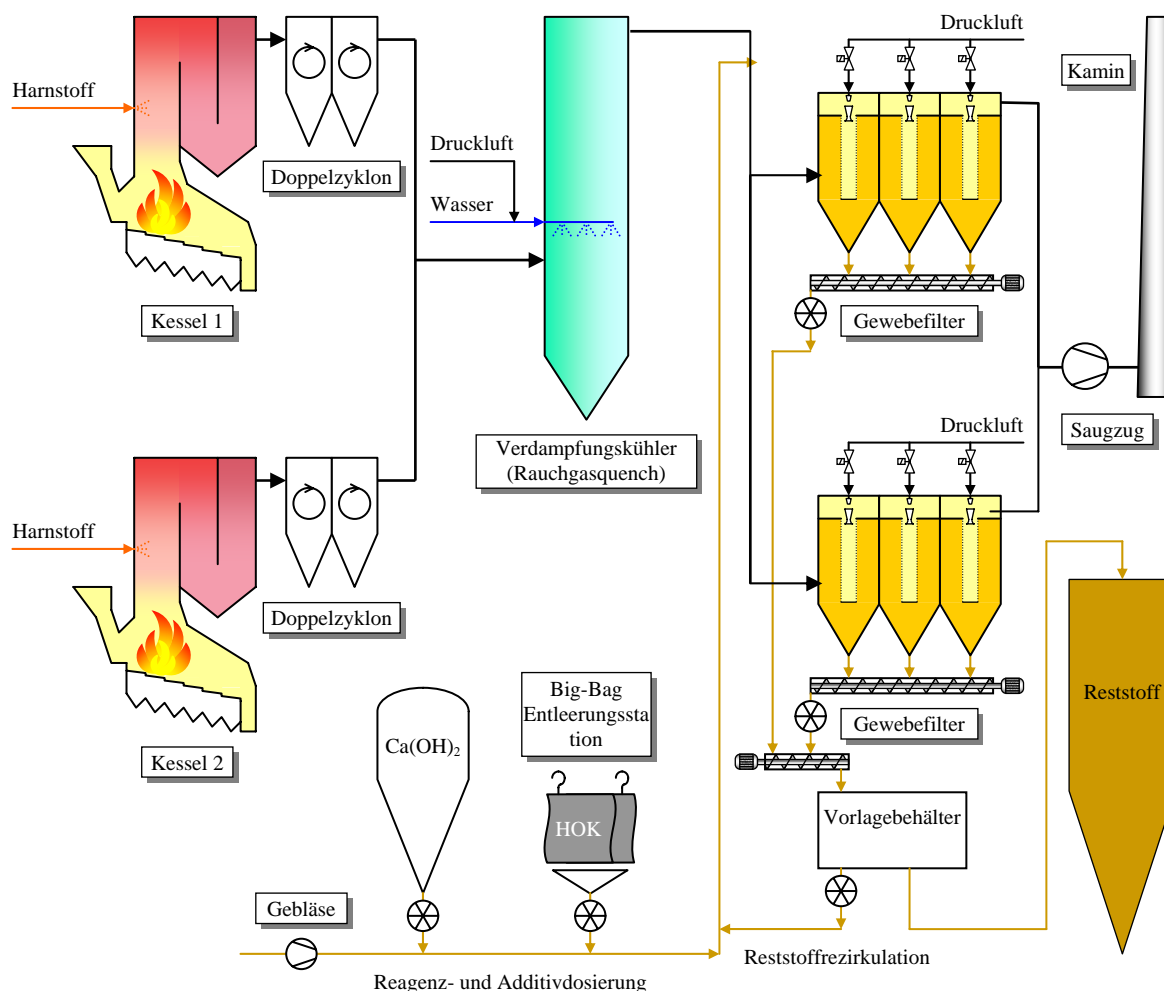 Druckluft
Kamin
Harnstoff
Doppelzyklon
Druckluft
Wasser
Kessel 1
Gewebefilter
Saugzug
Druckluft
Verdampfungskühler
(Rauchgasquench)
Harnstoff
Doppelzyklon
Kessel 2
Big-Bag
Entleerungssta
tion
Ca(OH)2
HOK
Gewebefilter
Reststoff
Vorlagebehälter
Gebläse
Reststoffrezirkulation
Reagenz- und Additivdosierung